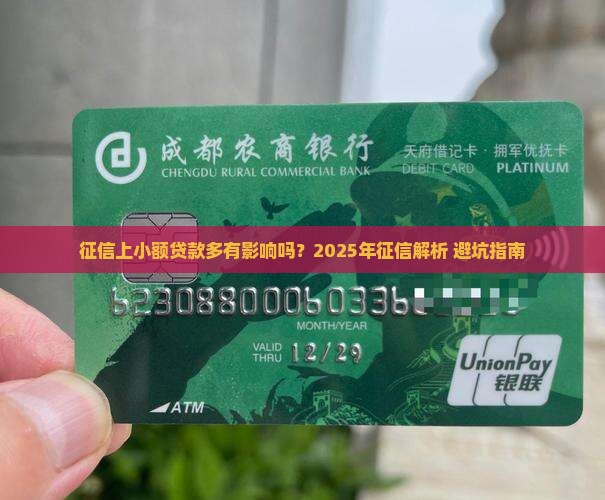 成都农商银行
CHENGDU RURAL COMMERCIAL BANK
天府借记卡·拥军优抚卡
DEBIT CARD PLATINUM
征信上小额贷款多有影响吗？2025年征信解析 避坑指南
MONTH/YEAR
VALID THRU 12/29
UnionPay
银联
ATM